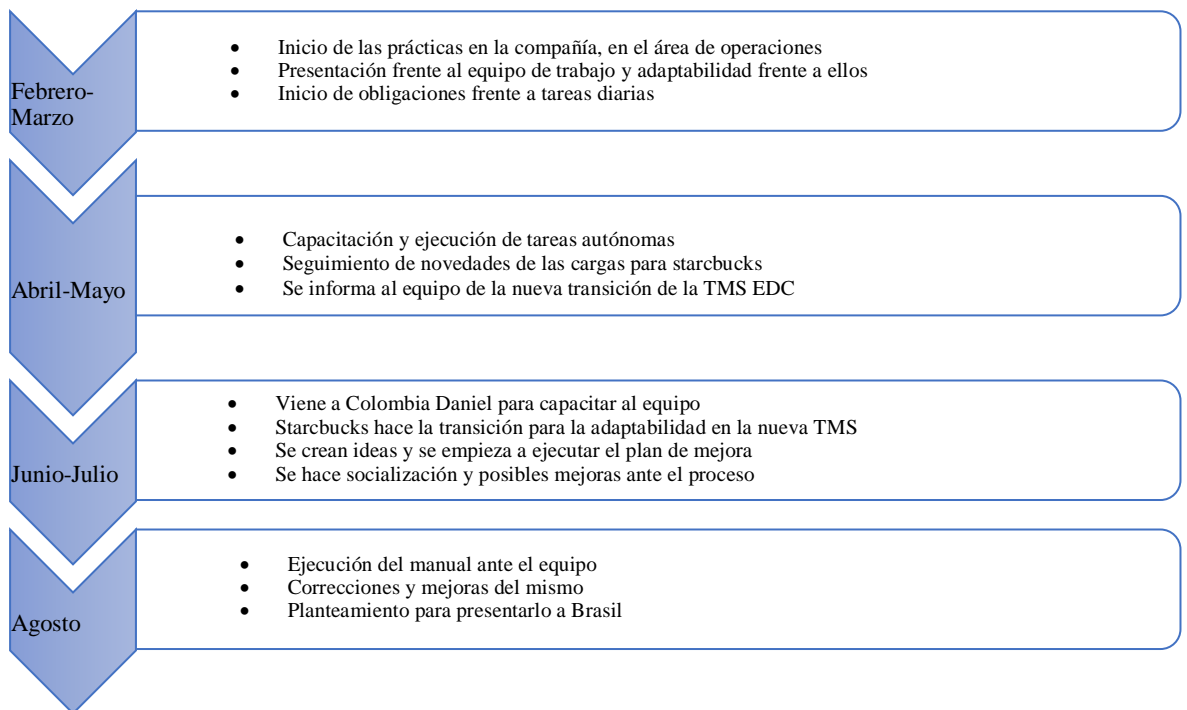 Febrero-
Marzo
• Inicio de las prácticas en la compañía, en el área de operaciones
• Presentación frente al equipo de trabajo y adaptabilidad frente a ellos
• Inicio de obligaciones frente a tareas diarias
Abril-Mayo
• Capacitación y ejecución de tareas autónomas
• Seguimiento de novedades de las cargas para starcbucks
• Se informa al equipo de la nueva transición de la TMS EDC
Junio-Julio
• Viene a Colombia Daniel para capacitar al equipo
• Starcbucks hace la transición para la adaptabilidad en la nueva TMS
• Se crean ideas y se empieza a ejecutar el plan de mejora
• Se hace socialización y posibles mejoras ante el proceso
Agosto
• Ejecución del manual ante el equipo
• Correcciones y mejoras del mismo
• Planteamiento para presentarlo a Brasil